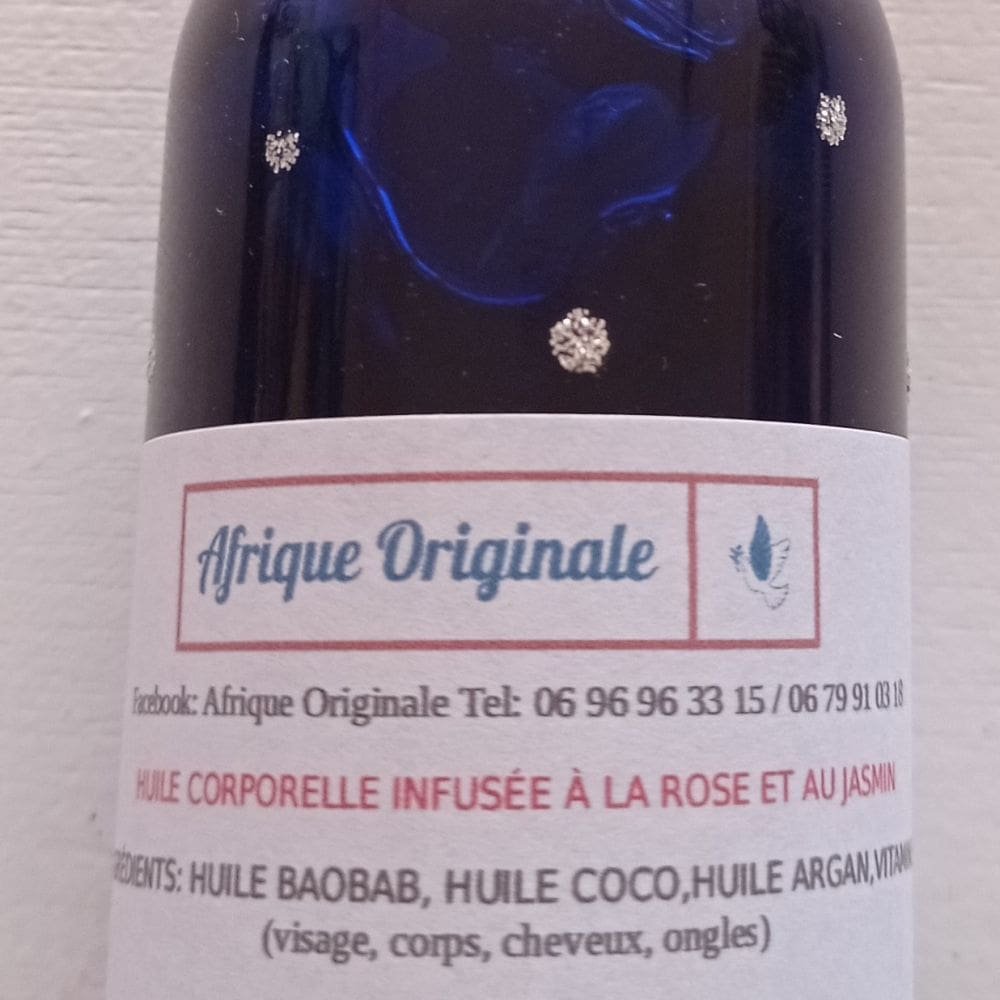 Afrique Originale
Facebook: Afrique Originale Tel: 06 96 96 33 15 / 06 79 91 03 18
HUILE CORPORELLE INFUSÉE À LA ROSE ET AU JASMIN
HUILE BAOBAB, HUILE COCO,HUILE ARGAN,
(visage, corps, cheveux, ongles)